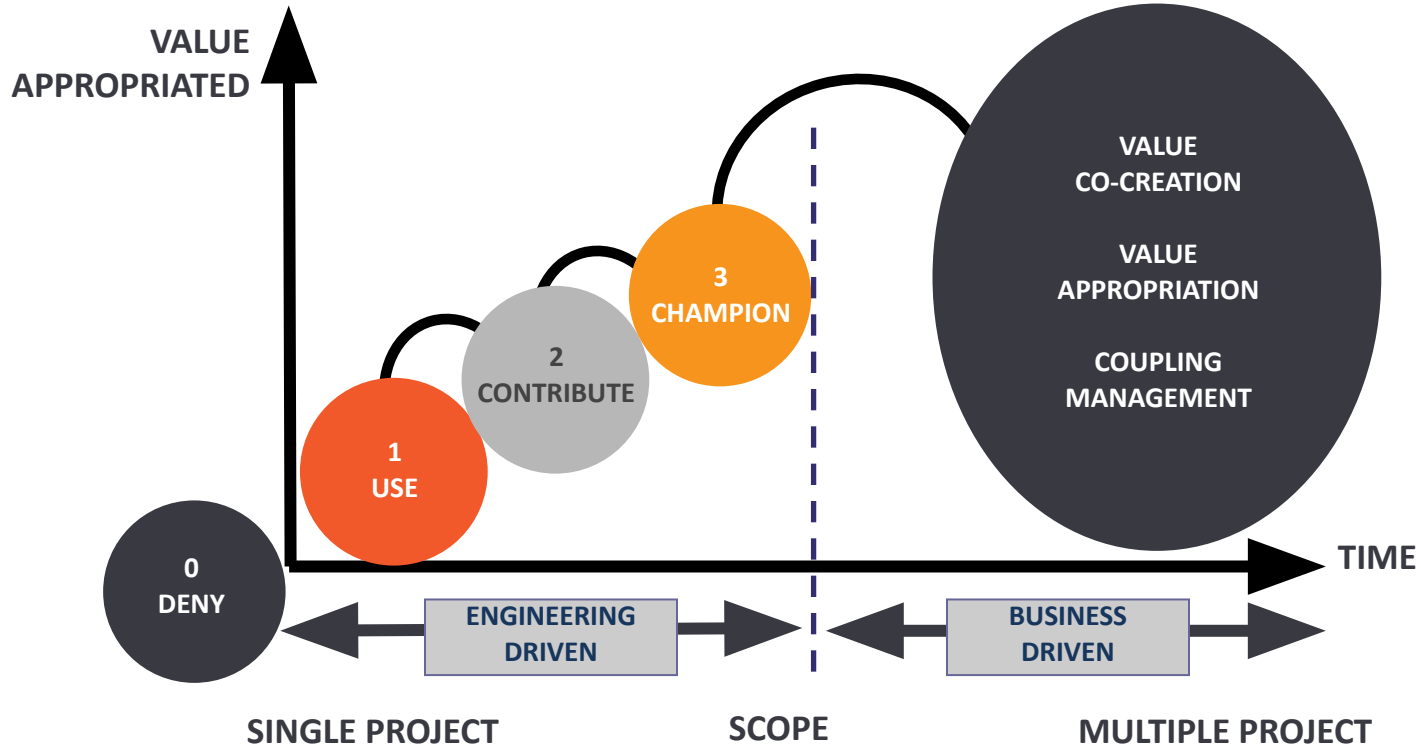 VALUE
APPROPRIATED
VALUE
CO-CREATION
VALUE
APPROPRIATION
COUPLING
MANAGEMENT
3
CHAMPION
2
CONTRIBUTE
1
USE
0
DENY
TIME
ENGINEERING
DRIVEN
BUSINESS
DRIVEN
SINGLE PROJECT
SCOPE
MULTIPLE PROJECT